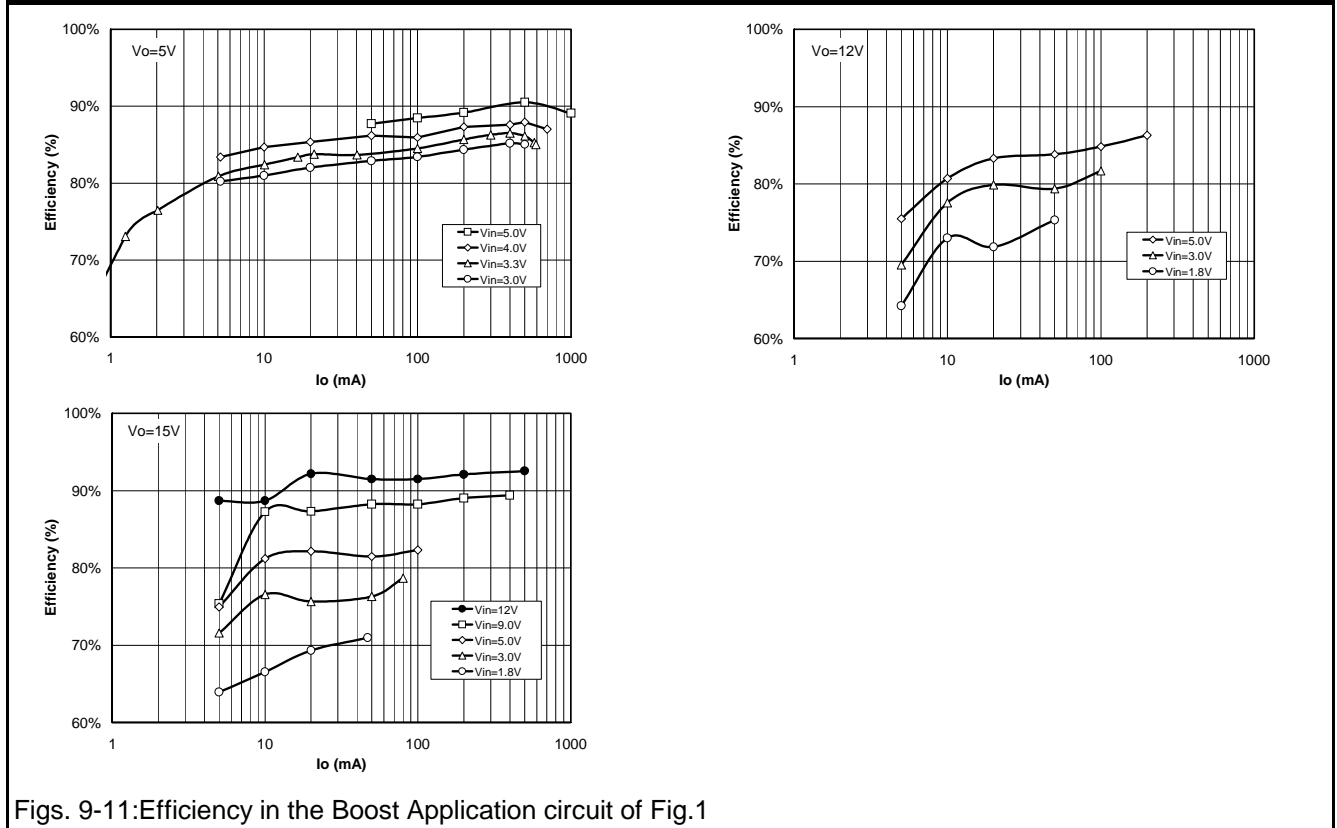 Vo=5V
Efficiency (%)
100%
90%
80%
70%
60%
1 10 100 1000
Io (mA)
Vin=5.0V
Vin=4.0V
Vin=3.3V
Vin=3.0V
Vo=12V
Efficiency (%)
100%
90%
80%
70%
60%
1 10 100 1000
Io (mA)
Vin=5.0V
Vin=3.0V
Vin=1.8V
Vo=15V
Efficiency (%)
100%
90%
80%
70%
60%
1 10 100 1000
Io (mA)
Vin=12V
Vin=9.0V
Vin=5.0V
Vin=3.0V
Vin=1.8V
Figs. 9-11:Efficiency in the Boost Application circuit of Fig.1